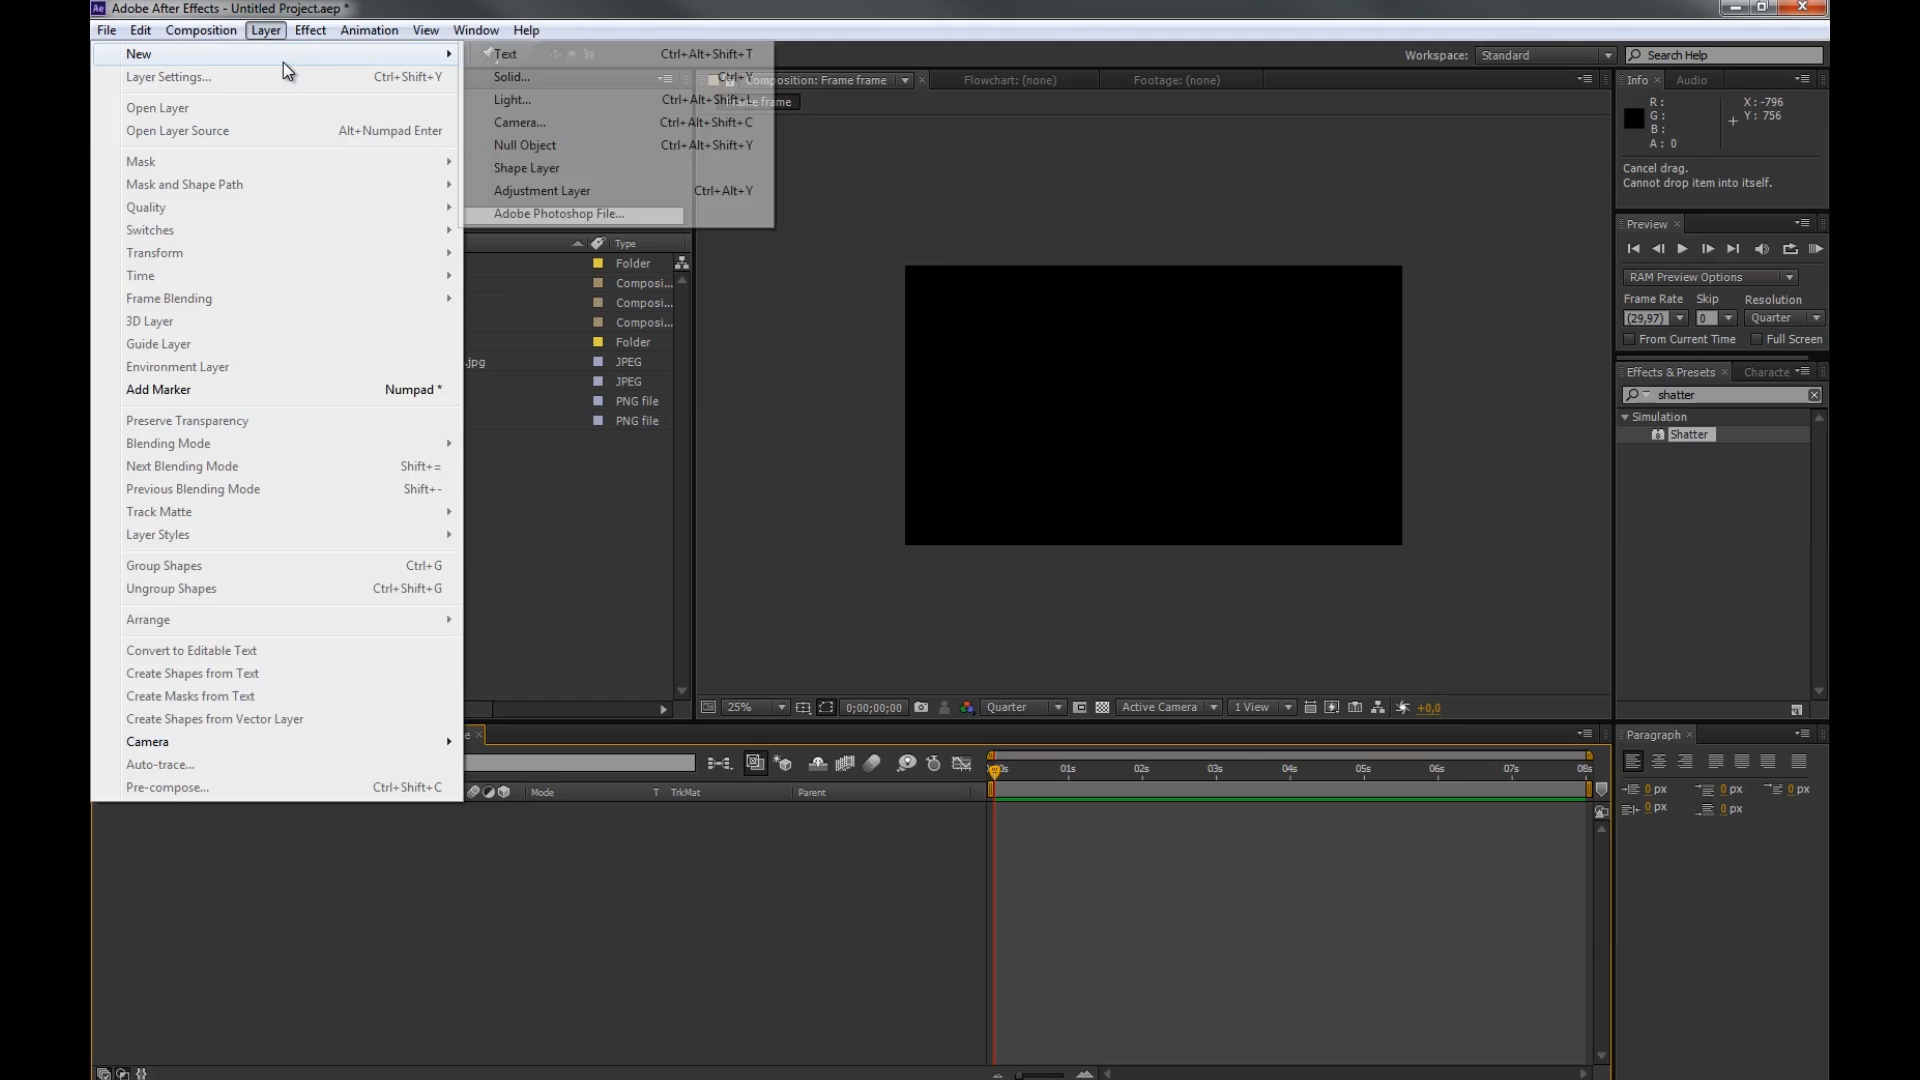 Ae Adobe After Effects - Untitled Project.aep *
File Edit Composition Layer Effect Animation View Window Help
New
Layer Settings... Ctrl+Shift+Y
Open Layer
Open Layer Source Alt+Numpad Enter
Mask
Mask and Shape Path
Quality
Switches
Transform
Time
Frame Blending
3D Layer
Guide Layer
Environment Layer
Add Marker Numpad *
Preserve Transparency
Blending Mode
Next Blending Mode Shift+=
Previous Blending Mode Shift+-
Track Matte
Layer Styles
Group Shapes Ctrl+G
Ungroup Shapes Ctrl+Shift+G
Arrange
Convert to Editable Text
Create Shapes from Text
Create Masks from Text
Create Shapes from Vector Layer
Camera
Auto-trace...
Pre-compose... Ctrl+Shift+C
Text Ctrl+Alt+Shift+T
Solid... Ctrl+Y
Light... Ctrl+Alt+Shift+L
Camera... Ctrl+Alt+Shift+C
Null Object Ctrl+Alt+Shift+Y
Shape Layer
Adjustment Layer Ctrl+Alt+Y
Adobe Photoshop File...
Type
Folder
Composi...
Composi...
Composi...
Folder
.jpg JPEG
JPEG
PNG file
PNG file
Composition: Frame frame
Flowchart: (none)
Footage: (none)
frame
25% 0;00;00;00 Quarter Active Camera 1 View +0,0
Workspace: Standard
Search Help
Info Audio
R :
G :
B :
A : 0
X : -796
Y : 756
Cancel drag.
Cannot drop item into itself.
Preview
RAM Preview Options
Frame Rate Skip Resolution
(29,97) 0 Quarter
From Current Time Full Screen
Effects & Presets Characte
shatter
Simulation
Shatter
Paragraph
0 px 0 px 0 px
0 px 0 px
Mode T TrkMat Parent
01s 02s 03s 04s 05s 06s 07s 08s